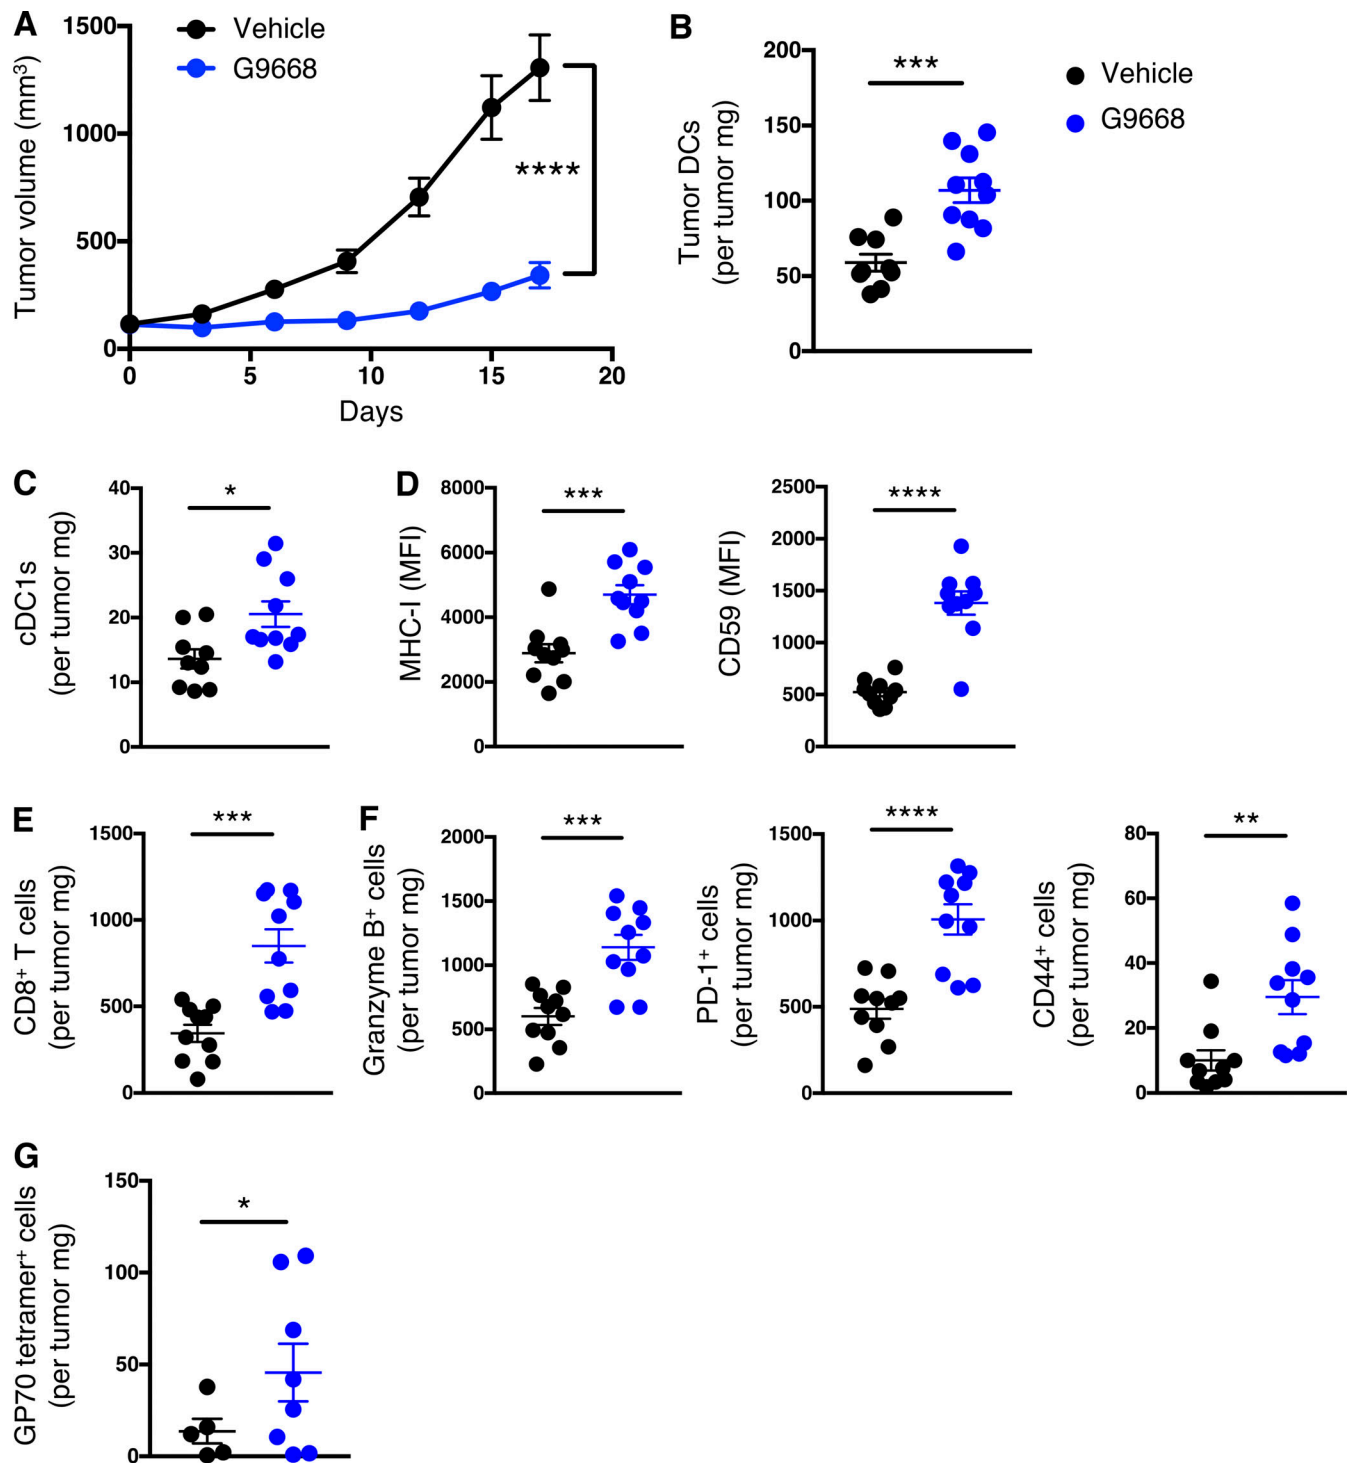 A
Tumor volume (mm³)
1500
1000
500
0
0 5 10 15 20
Days
Vehicle
G9668
****
B
Tumor DCs
(per tumor mg)
200
150
100
50
0
***
Vehicle
G9668
C
cDC1s
(per tumor mg)
40
30
20
10
0
*
D
MHC-I (MFI)
8000
6000
4000
2000
0
***
CD59 (MFI)
2500
2000
1500
1000
500
0
****
E
CD8⁺ T cells
(per tumor mg)
1500
1000
500
0
***
F
Granzyme B⁺ cells
(per tumor mg)
2000
1500
1000
500
0
***
PD-1⁺ cells
(per tumor mg)
1500
1000
500
0
****
CD44⁺ cells
(per tumor mg)
80
60
40
20
0
**
G
GP70 tetramer⁺ cells
(per tumor mg)
150
100
50
0
*